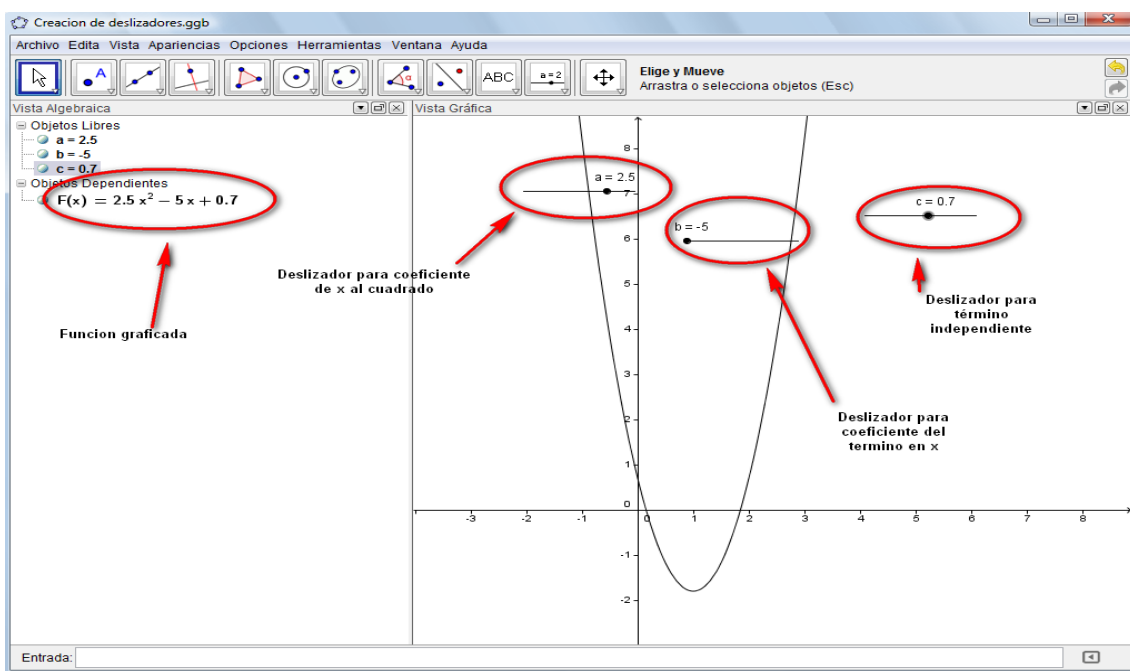 Creacion de deslizadores.ggb
Archivo Edita Vista Apariencias Opciones Herramientas Ventana Ayuda
A
α
ABC
a=2
Elige y Mueve
Arrastra o selecciona objetos (Esc)
Vista Algebraica
Vista Gráfica
Objetos Libres
a = 2.5
b = -5
c = 0.7
Objetos Dependientes
F(x) = 2.5 x² − 5 x + 0.7
Funcion graficada
a = 2.5
Deslizador para coeficiente
de x al cuadrado
b = -5
c = 0.7
Deslizador para
término
independiente
Deslizador para
coeficiente del
termino en x
8
7
6
5
4
3
2
1
0
-1
-2
-3 -2 -1 0 1 2 3 4 5 6 7 8
Entrada: